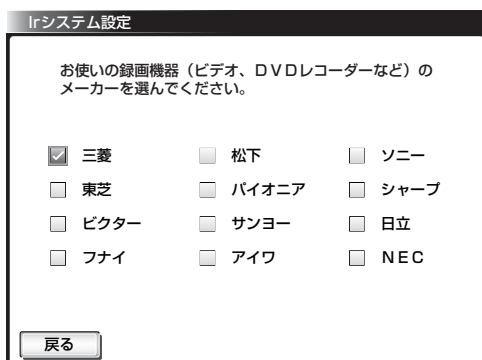 Irシステム設定
お使いの録画機器（ビデオ、ＤＶＤレコーダーなど）の
メーカーを選んでください。
三菱 松下 ソニー
東芝 パイオニア シャープ
ビクター サンヨー 日立
フナイ アイワ ＮＥＣ
戻る